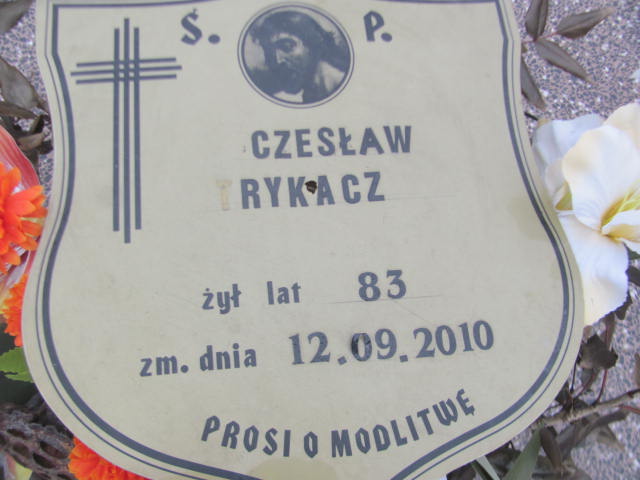 Ś. P.
CZESŁAW
TRYKACZ
żył lat 83
zm. dnia 12.09.2010
PROSI O MODLITWĘ